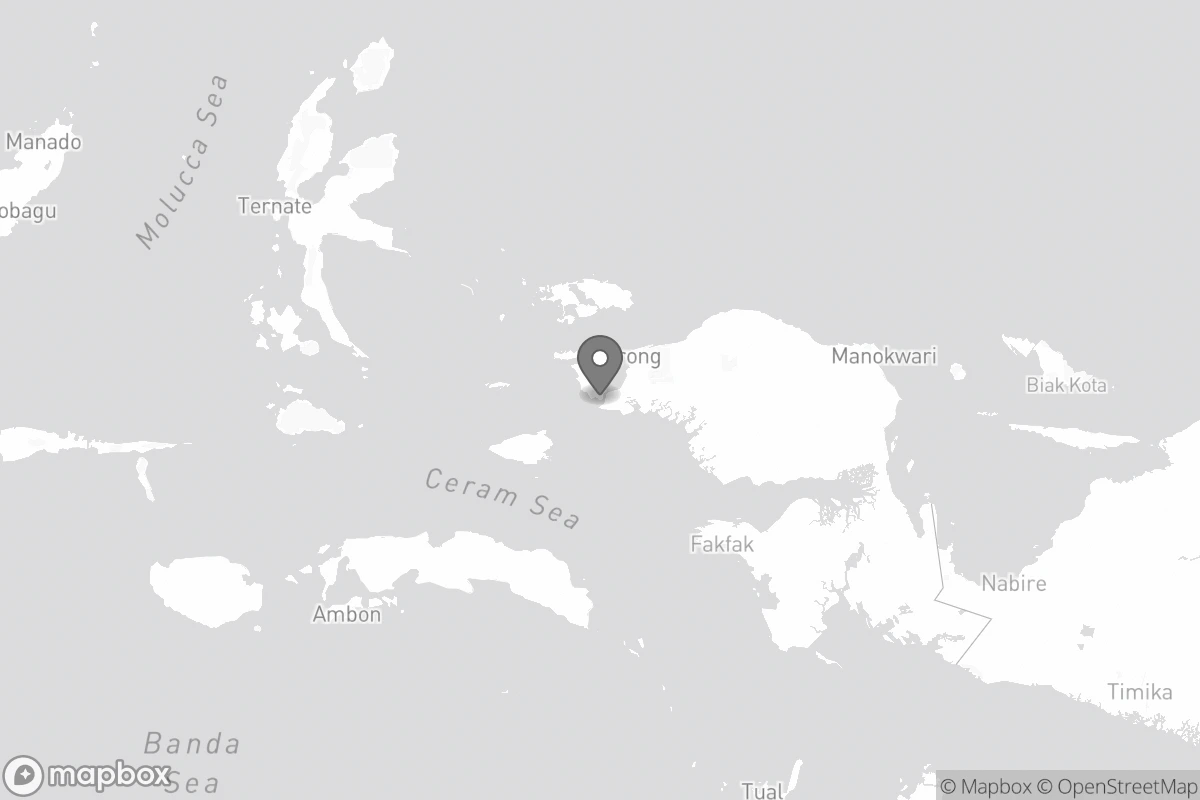 Molucca Sea
Manado
obagu
Ternate
rong
Manokwari
Biak Kota
Ceram Sea
Fakfak
Nabire
Ambon
Timika
Banda
Sea
Tual
mapbox
© Mapbox © OpenStreetMap